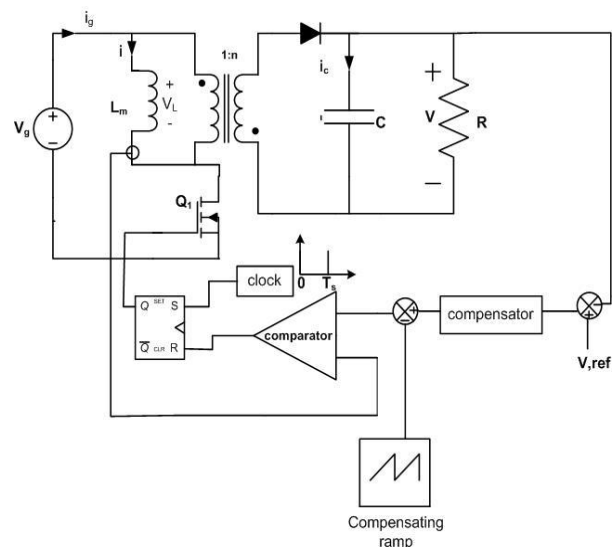 i_g
i
1:n
i_c
+
V_L
-
L_m
+
V
−
C
R
V_g
+
−
Q_1
clock
0
T_s
Q
SET
S
Q̅
CLR
R
comparator
+
−
compensator
+
V,ref
Compensating
ramp